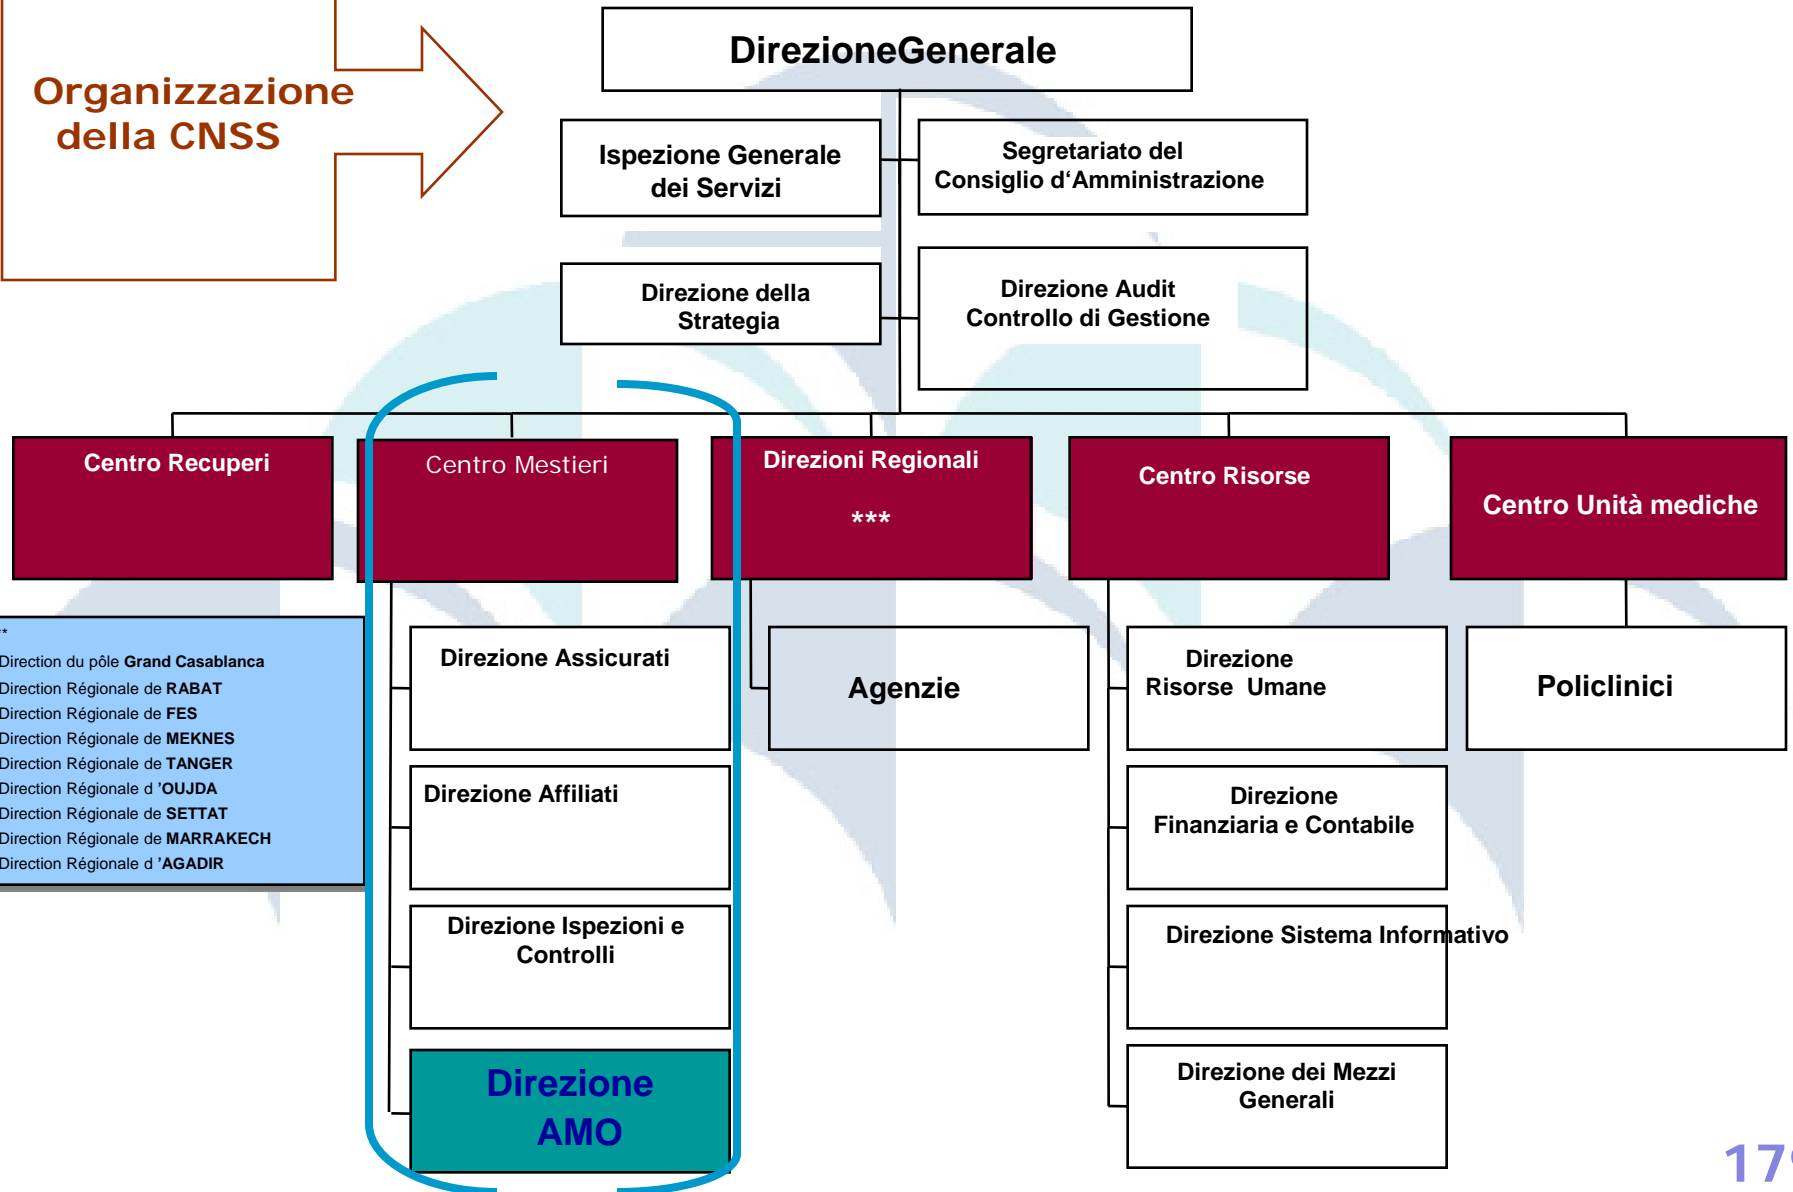 Organizzazione
della CNSS
DirezioneGenerale
Ispezione Generale
dei Servizi
Segretariato del
Consiglio d‘Amministrazione
Direzione della
Strategia
Direzione Audit
Controllo di Gestione
Centro Recuperi
Centro Mestieri
Direzioni Regionali
***
Centro Risorse
Centro Unità mediche
**
Direction du pôle Grand Casablanca
Direction Régionale de RABAT
Direction Régionale de FES
Direction Régionale de MEKNES
Direction Régionale de TANGER
Direction Régionale d ’OUJDA
Direction Régionale de SETTAT
Direction Régionale de MARRAKECH
Direction Régionale d ’AGADIR
Direzione Assicurati
Direzione Affiliati
Direzione Ispezioni e
Controlli
Direzione
AMO
Agenzie
Direzione
Risorse  Umane
Direzione
Finanziaria e Contabile
Direzione Sistema Informativo
Direzione dei Mezzi
Generali
Policlinici